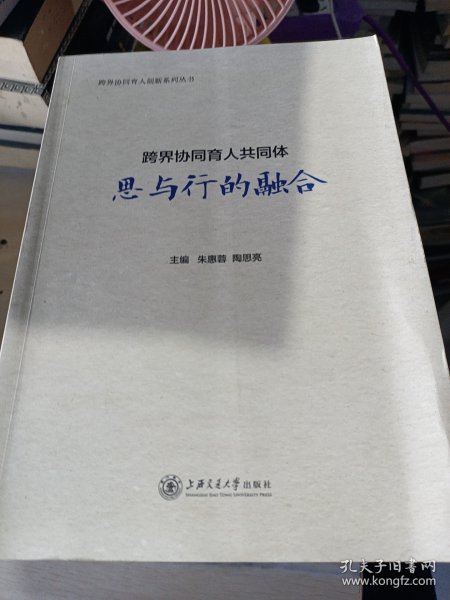 跨界协同育人创新系列丛书
跨界协同育人共同体
思与行的融合
主编 朱惠蓉 陶思亮
上海交通大学出版社
SHANGHAI JIAO TONG UNIVERSITY PRESS
孔夫子旧书网
www.kongfz.com